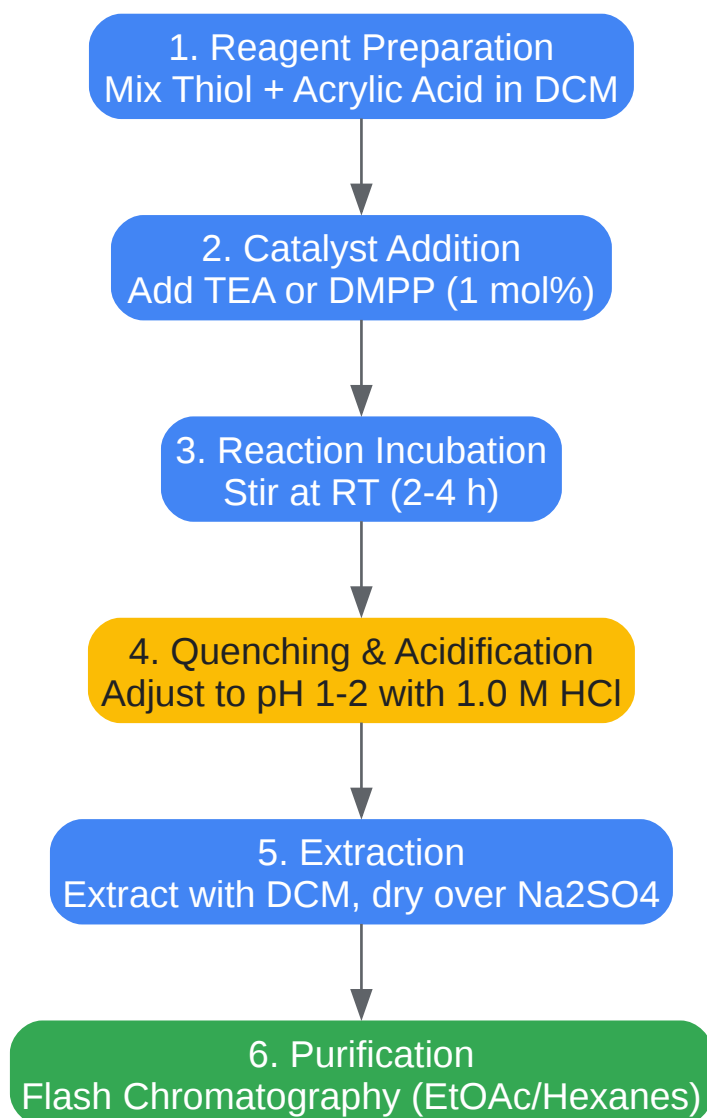 1. Reagent Preparation
Mix Thiol + Acrylic Acid in DCM
2. Catalyst Addition
Add TEA or DMPP (1 mol%)
3. Reaction Incubation
Stir at RT (2-4 h)
4. Quenching & Acidification
Adjust to pH 1-2 with 1.0 M HCl
5. Extraction
Extract with DCM, dry over Na2SO4
6. Purification
Flash Chromatography (EtOAc/Hexanes)